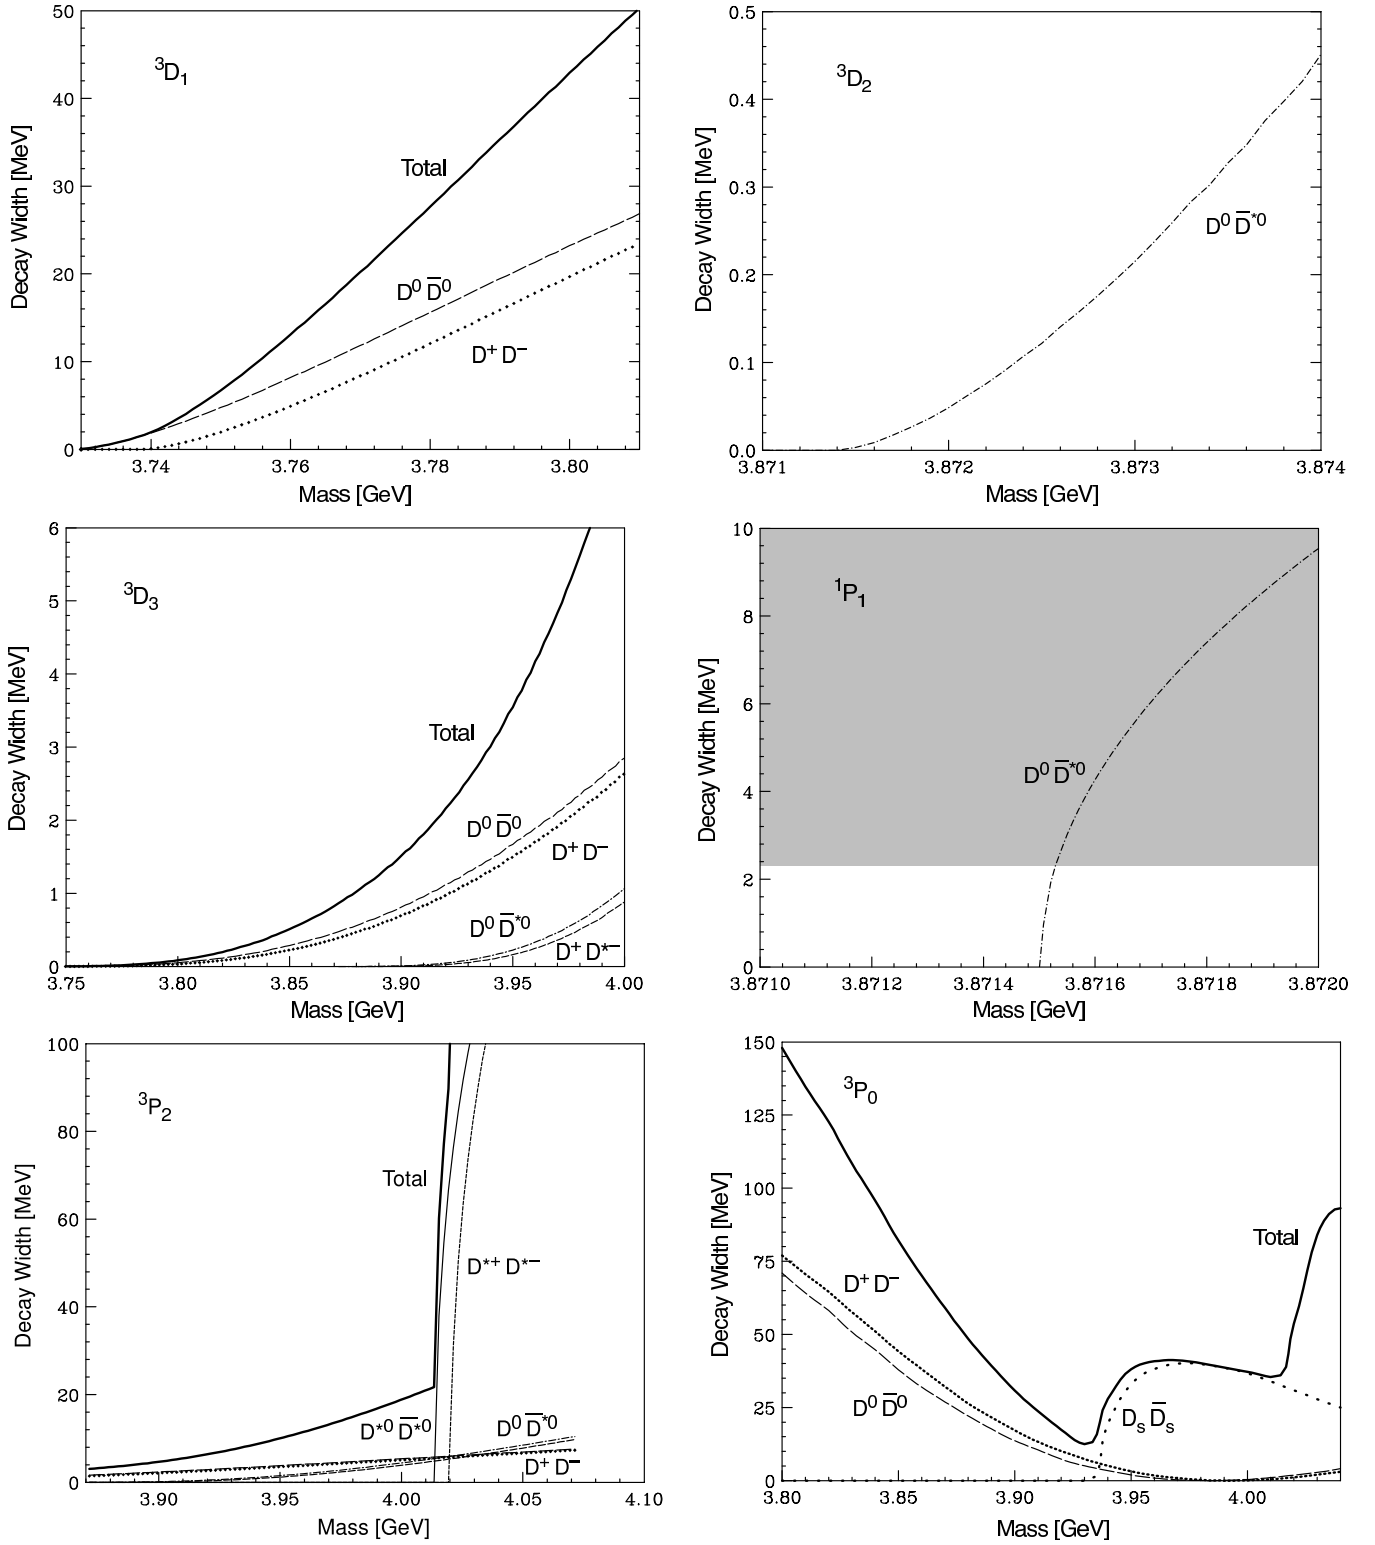 50
40
30
20
10
0
3.74
3.76
3.78
3.80
Decay Width [MeV]
Mass [GeV]
³D₁
Total
D⁰ D̅⁰
D⁺ D⁻
0.5
0.4
0.3
0.2
0.1
0.0
3.871
3.872
3.873
3.874
Decay Width [MeV]
Mass [GeV]
³D₂
D⁰ D̅*⁰
6
5
4
3
2
1
0
3.75
3.80
3.85
3.90
3.95
4.00
Decay Width [MeV]
Mass [GeV]
³D₃
Total
D⁰ D̅⁰
D⁺ D⁻
D⁰ D̅*⁰
D⁺ D*⁻
10
8
6
4
2
0
3.8710
3.8712
3.8714
3.8716
3.8718
3.8720
Decay Width [MeV]
Mass [GeV]
¹P₁
D⁰ D̅*⁰
100
80
60
40
20
0
3.90
3.95
4.00
4.05
4.10
Decay Width [MeV]
Mass [GeV]
³P₂
Total
D*⁺ D*⁻
D*⁰ D̅*⁰
D⁰ D̅*⁰
D⁺ D⁻
150
125
100
75
50
25
0
3.80
3.85
3.90
3.95
4.00
Decay Width [MeV]
Mass [GeV]
³P₀
Total
D⁺ D⁻
D⁰ D̅⁰
Dₛ D̅ₛ